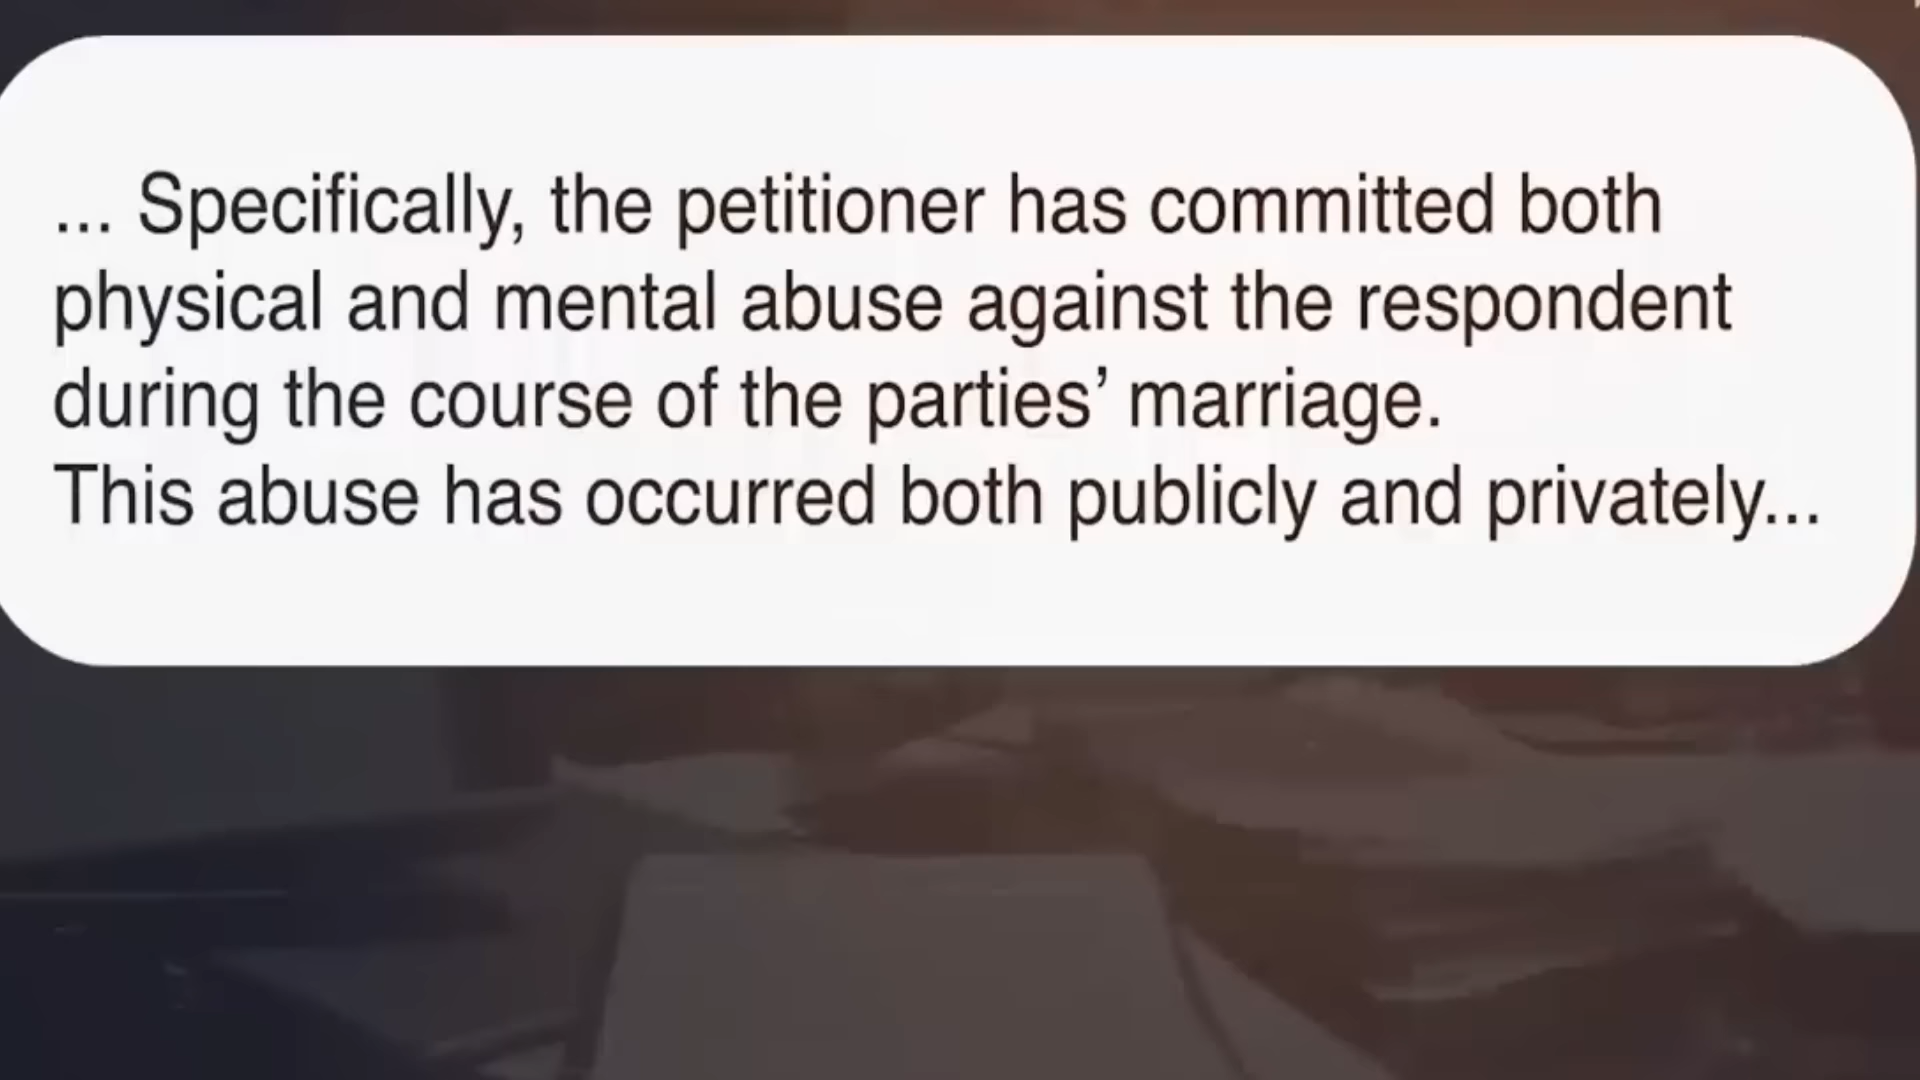 ... Specifically, the petitioner has committed both
physical and mental abuse against the respondent
during the course of the parties’ marriage.
This abuse has occurred both publicly and privately...